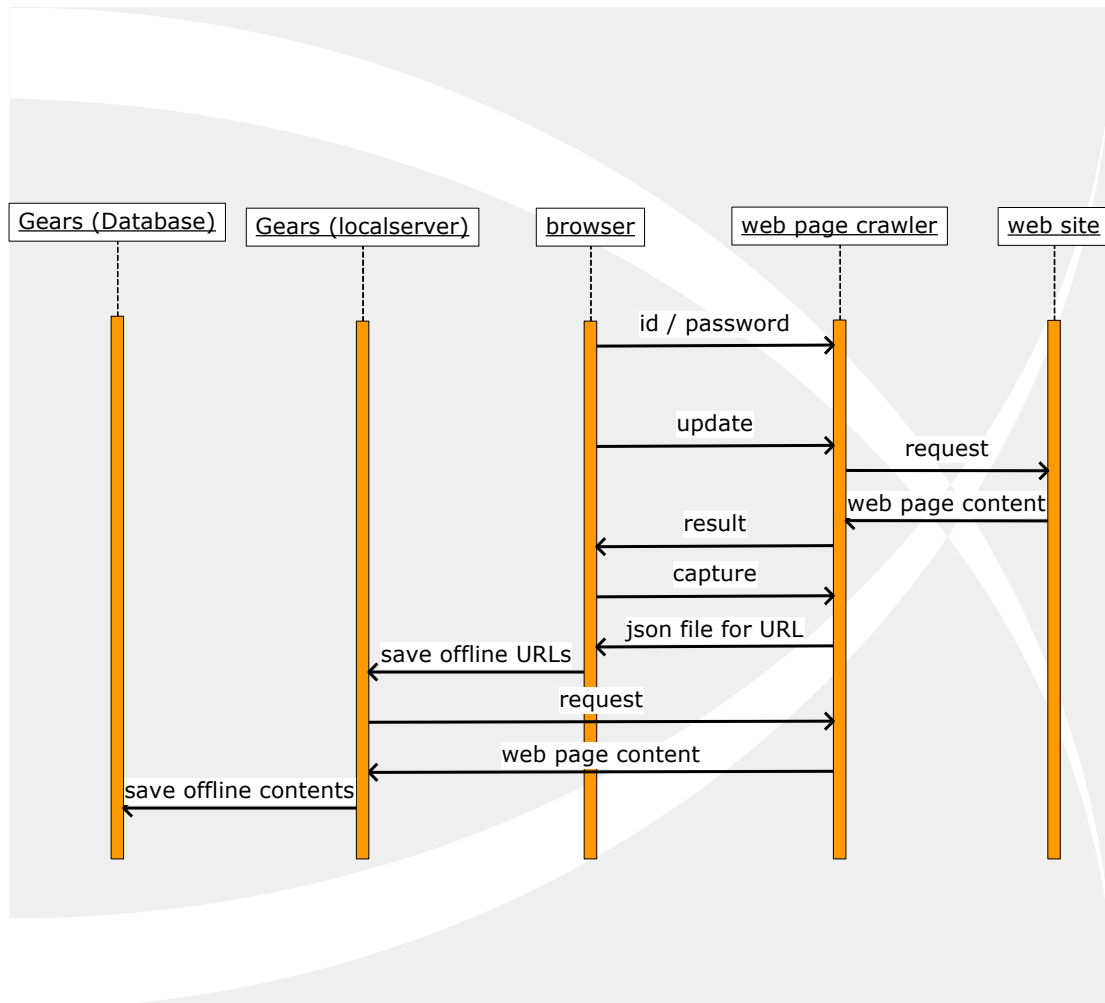 Gears (Database)
Gears (localserver)
browser
web page crawler
web site
id / password
update
request
web page content
result
capture
json file for URL
save offline URLs
request
web page content
save offline contents